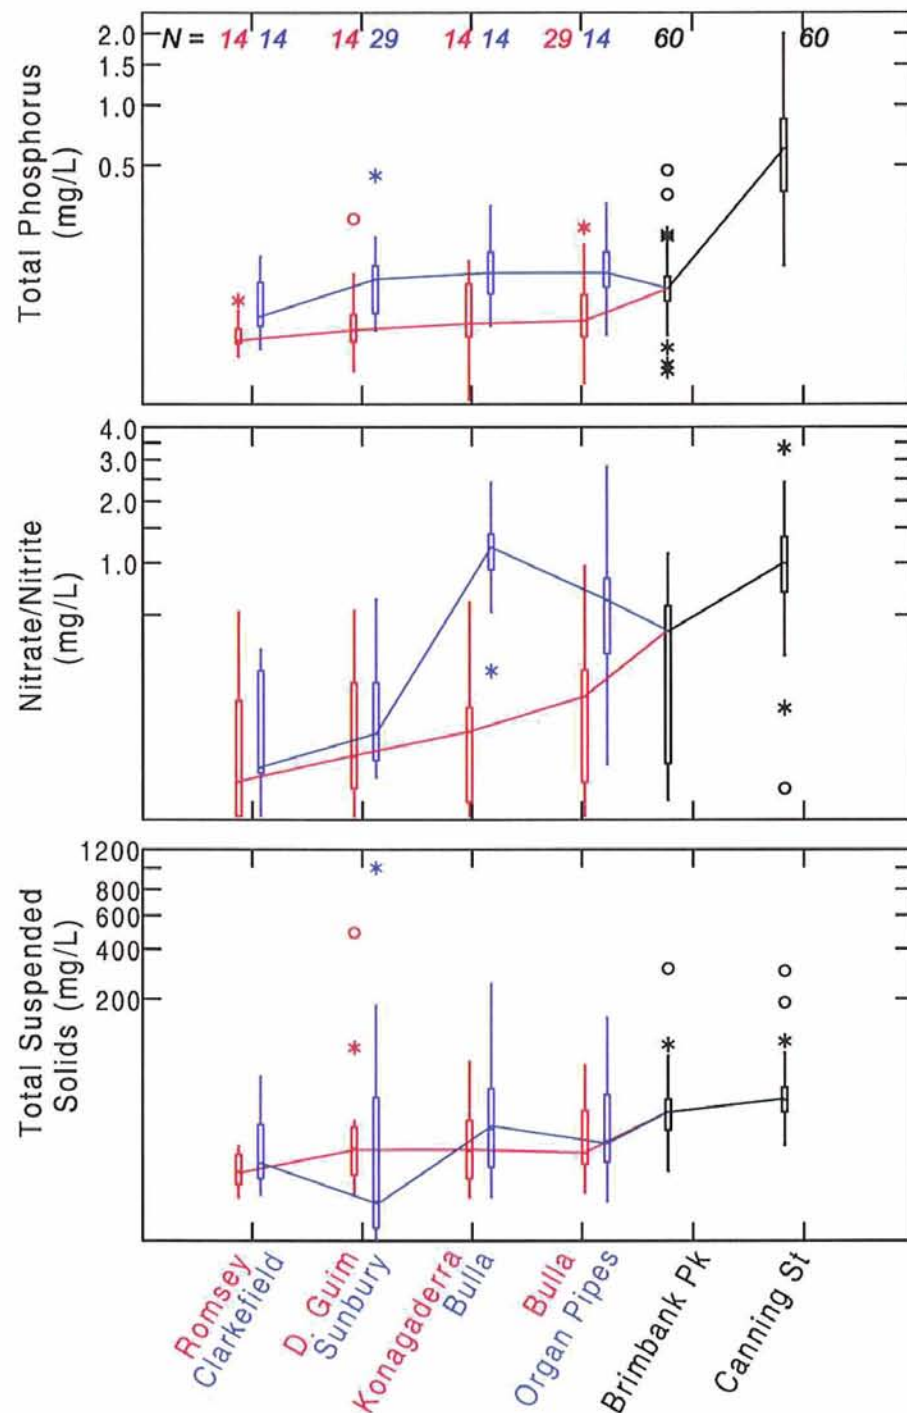 N = 14 14 14 29 14 14 29 14 60 60
Total Phosphorus
(mg/L)
2.0
1.5
1.0
0.5
Nitrate/Nitrite
(mg/L)
4.0
3.0
2.0
1.0
Total Suspended
Solids (mg/L)
1200
800
600
400
200
Romsey
Clarkefield
D. Guim
Sunbury
Konagaderra
Bulla
Bulla
Organ Pipes
Brimbank Pk
Canning St